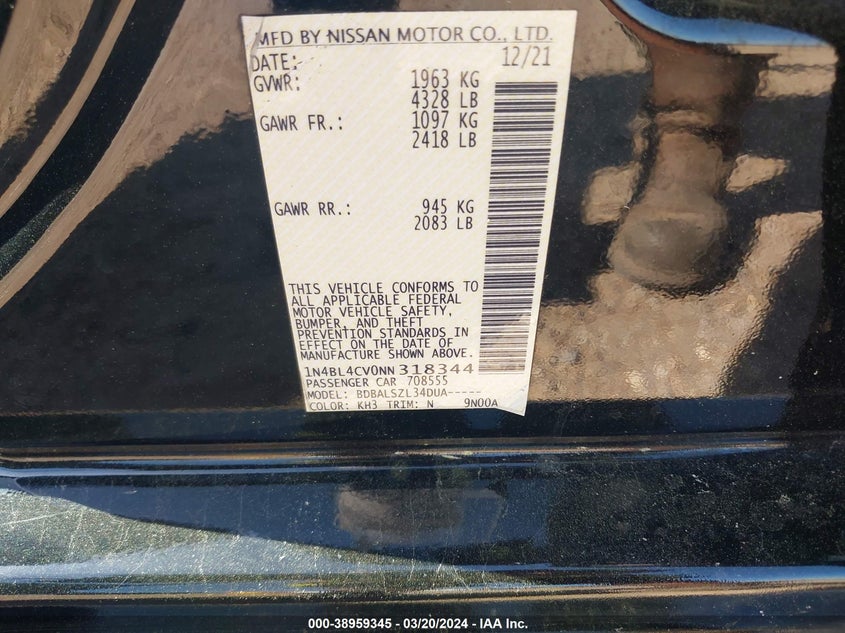 MFD BY NISSAN MOTOR CO., LTD.
DATE: 12/21
GVWR: 1963 KG
4328 LB
GAWR FR.: 1097 KG
2418 LB
GAWR RR.: 945 KG
2083 LB
THIS VEHICLE CONFORMS TO
ALL APPLICABLE FEDERAL
MOTOR VEHICLE SAFETY,
BUMPER, AND THEFT
PREVENTION STANDARDS IN
EFFECT ON THE DATE OF
MANUFACTURE SHOWN ABOVE.
1N4BL4CV0NN318344
PASSENGER CAR 708555
MODEL: BDBALSZL34DUA-----
COLOR: KH3 TRIM: N 9N00A
000-38959345 - 03/20/2024 - IAA Inc.